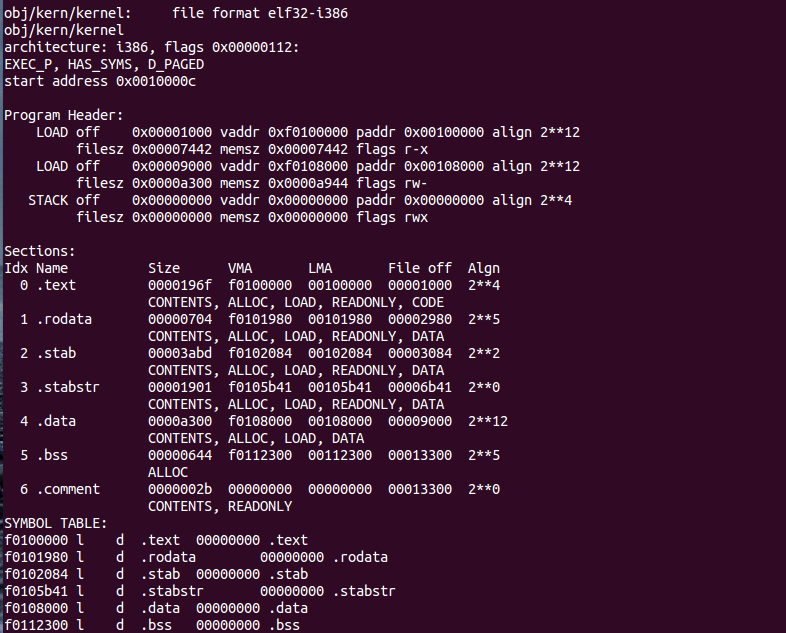 obj/kern/kernel:     file format elf32-i386
obj/kern/kernel
architecture: i386, flags 0x00000112:
EXEC_P, HAS_SYMS, D_PAGED
start address 0x0010000c

Program Header:
    LOAD off    0x00001000 vaddr 0xf0100000 paddr 0x00100000 align 2**12
         filesz 0x00007442 memsz 0x00007442 flags r-x
    LOAD off    0x00009000 vaddr 0xf0108000 paddr 0x00108000 align 2**12
         filesz 0x0000a300 memsz 0x0000a944 flags rw-
   STACK off    0x00000000 vaddr 0x00000000 paddr 0x00000000 align 2**4
         filesz 0x00000000 memsz 0x00000000 flags rwx

Sections:
Idx Name          Size      VMA       LMA       File off  Algn
  0 .text         0000196f  f0100000  00100000  00001000  2**4
                  CONTENTS, ALLOC, LOAD, READONLY, CODE
  1 .rodata       00000704  f0101980  00101980  00002980  2**5
                  CONTENTS, ALLOC, LOAD, READONLY, DATA
  2 .stab         00003abd  f0102084  00102084  00003084  2**2
                  CONTENTS, ALLOC, LOAD, READONLY, DATA
  3 .stabstr      00001901  f0105b41  00105b41  00006b41  2**0
                  CONTENTS, ALLOC, LOAD, READONLY, DATA
  4 .data         0000a300  f0108000  00108000  00009000  2**12
                  CONTENTS, ALLOC, LOAD, DATA
  5 .bss          00000644  f0112300  00112300  00013300  2**5
                  ALLOC
  6 .comment      0000002b  00000000  00000000  00013300  2**0
                  CONTENTS, READONLY
SYMBOL TABLE:
f0100000 l    d  .text  00000000 .text
f0101980 l    d  .rodata        00000000 .rodata
f0102084 l    d  .stab  00000000 .stab
f0105b41 l    d  .stabstr       00000000 .stabstr
f0108000 l    d  .data  00000000 .data
f0112300 l    d  .bss   00000000 .bss